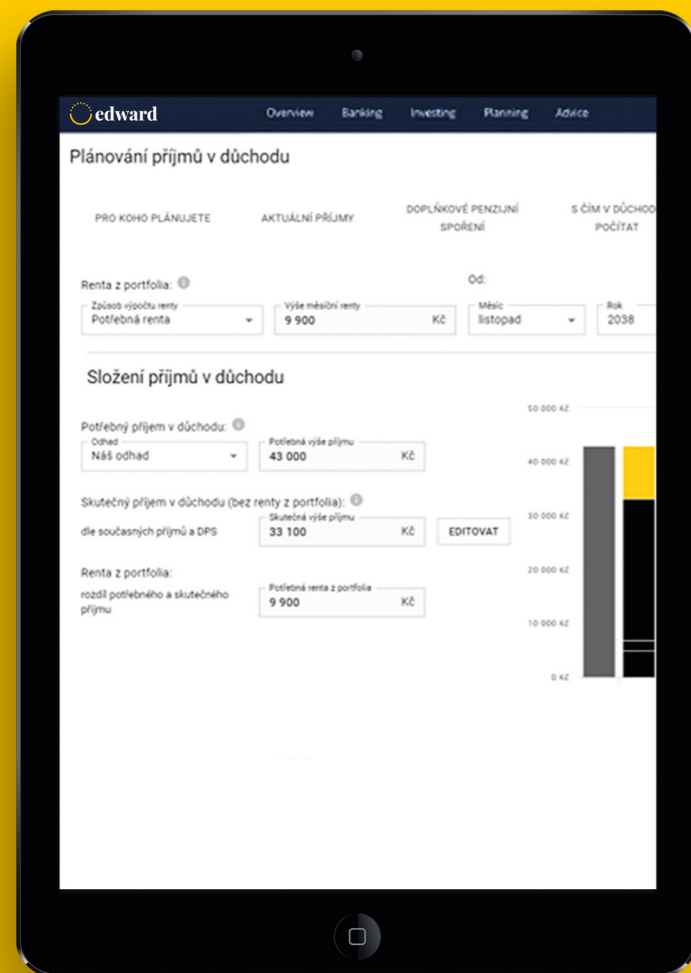 edward
Overview Banking Investing Planning Advice
Plánování příjmů v důchodu
PRO KOHO PLÁNUJETE
AKTUÁLNÍ PŘÍJMY
DOPLŇKOVÉ PENZIJNÍ
SPOŘENÍ
S ČÍM V DŮCHOD
POČÍTAT
Renta z portfolia:
Od:
Způsob výpočtu renty
Potřebná renta
Výše měsíční renty
9 900 Kč
Měsíc
listopad
Rok
2038
Složení příjmů v důchodu
Potřebný příjem v důchodu:
Odhad
Náš odhad
Potřebná výše příjmu
43 000 Kč
Skutečný příjem v důchodu (bez renty z portfolia):
dle současných příjmů a DPS
Skutečná výše příjmu
33 100 Kč
EDITOVAT
Renta z portfolia:
rozdíl potřebného a skutečného
příjmu
Potřebná renta z portfolia
9 900 Kč
50 000 Kč
40 000 Kč
30 000 Kč
20 000 Kč
10 000 Kč
0 Kč